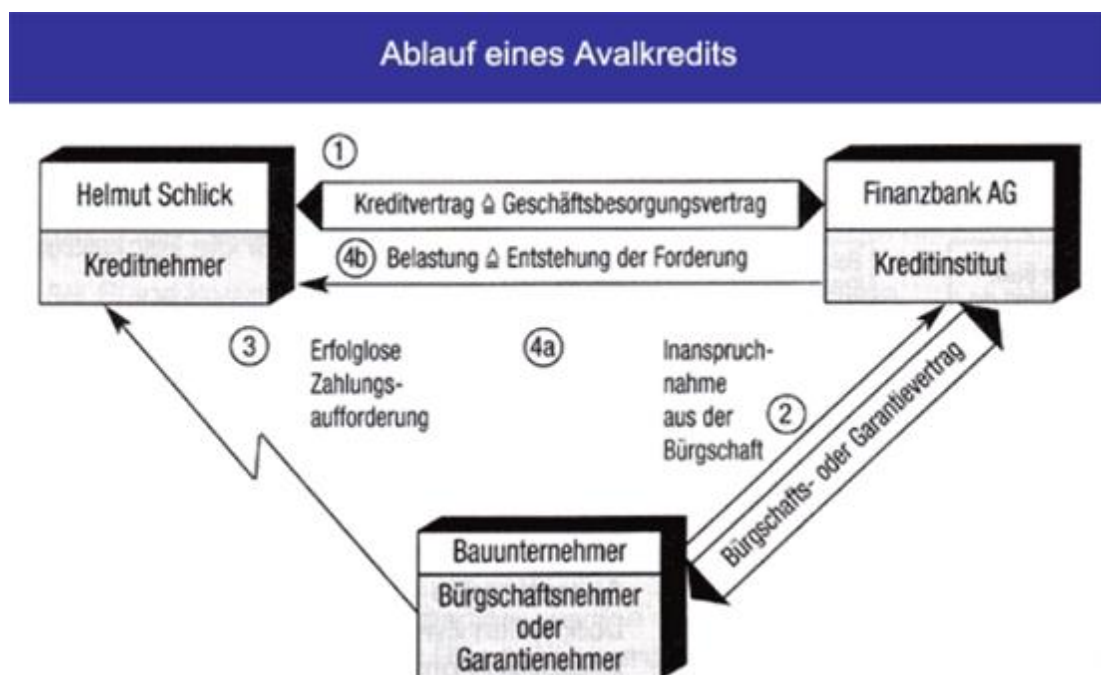 Ablauf eines Avalkredits
①
Helmut Schlick
Kreditnehmer
Kreditvertrag ≙ Geschäftsbesorgungsvertrag
Finanzbank AG
Kreditinstitut
4b Belastung ≙ Entstehung der Forderung
③
Erfolglose
Zahlungs-
aufforderung
4a
Inanspruch-
nahme
aus der
Bürgschaft
②
Bürgschafts- oder Garantievertrag
Bauunternehmer
Bürgschaftsnehmer
oder
Garantienehmer